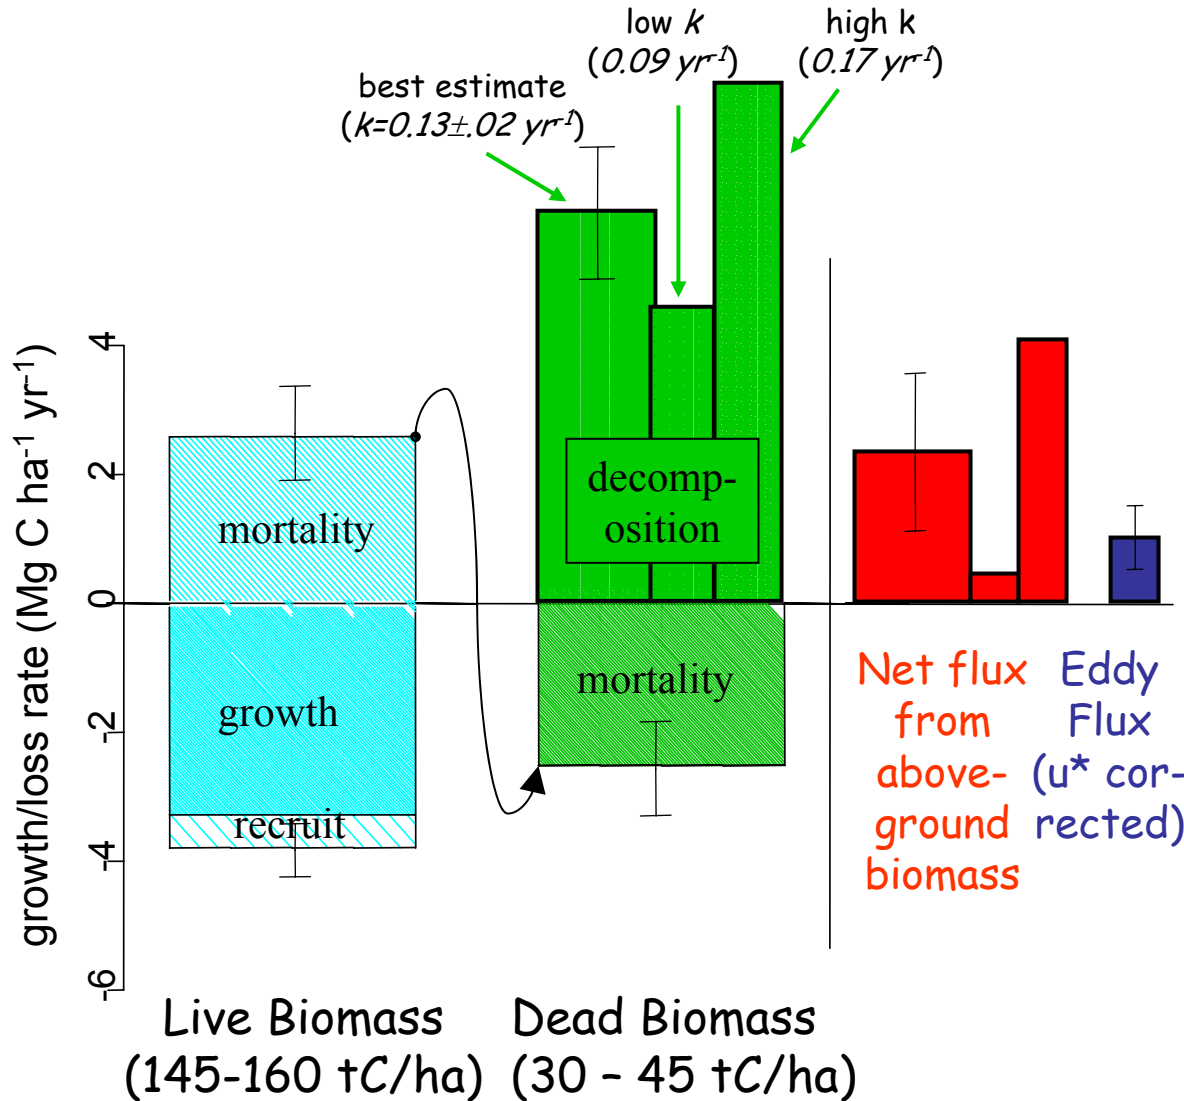 low k
(0.09 yr-1)
high k
(0.17 yr-1)
best estimate
(k=0.13±.02 yr-1)
growth/loss rate (Mg C ha-1 yr-1)
4
2
0
-2
-4
-6
mortality
growth
recruit
decomp-
osition
mortality
Net flux
from
above-
ground
biomass
Eddy
Flux
(u* cor-
rected)
Live Biomass
(145-160 tC/ha)
Dead Biomass
(30 – 45 tC/ha)